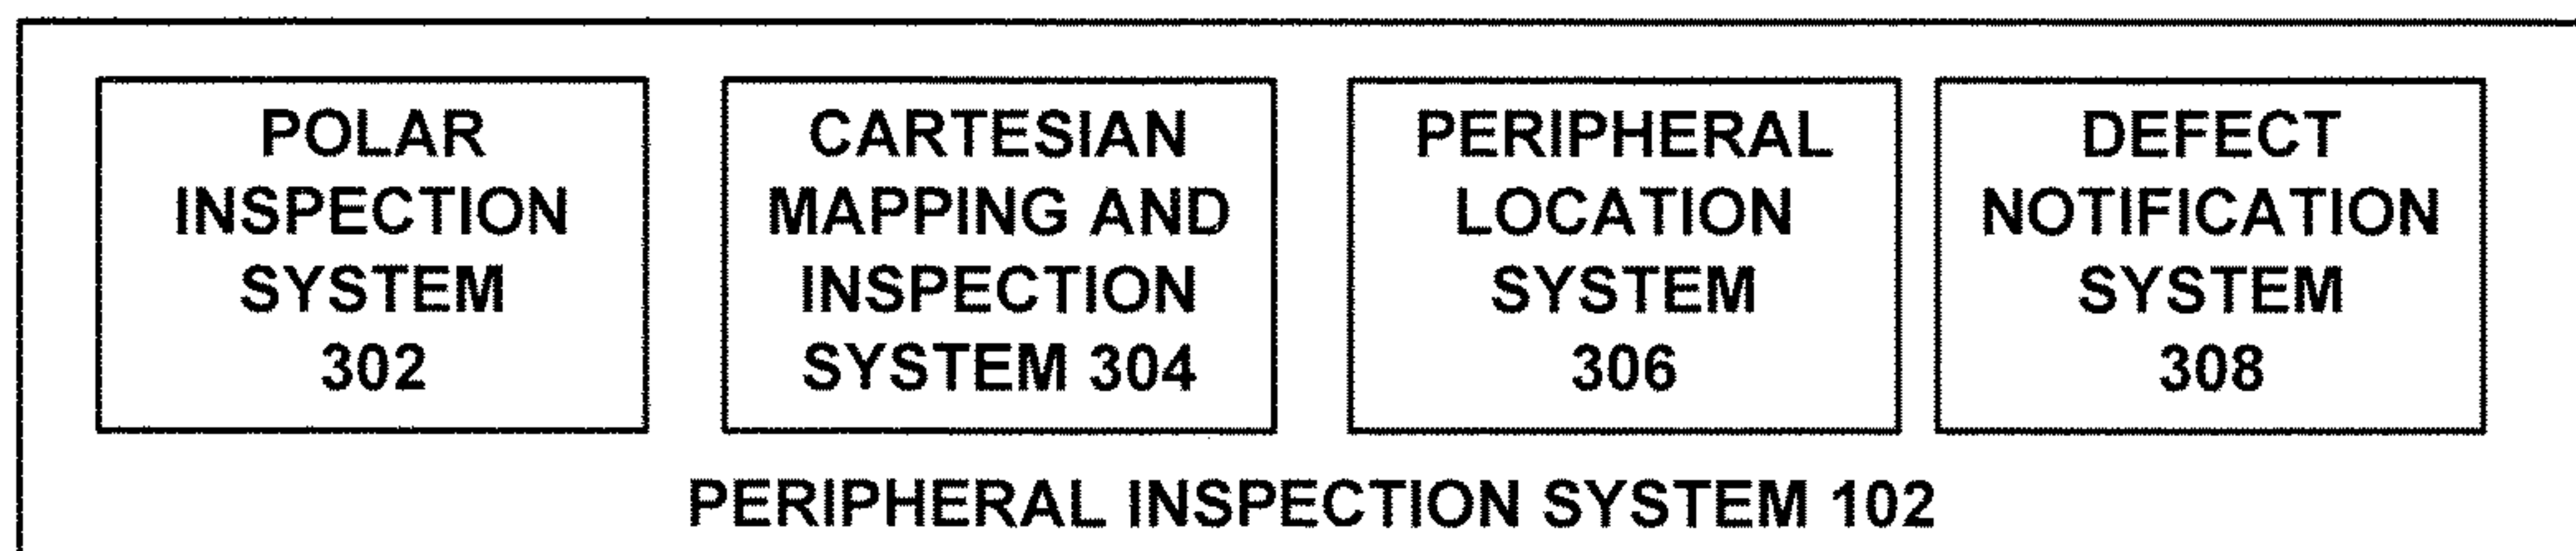 POLAR
INSPECTION
SYSTEM
302
CARTESIAN
MAPPING AND
INSPECTION
SYSTEM 304
PERIPHERAL
LOCATION
SYSTEM
306
DEFECT
NOTIFICATION
SYSTEM
308
PERIPHERAL INSPECTION SYSTEM 102